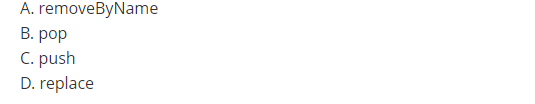 A. removeByName
B. pop
C. push
D. replace